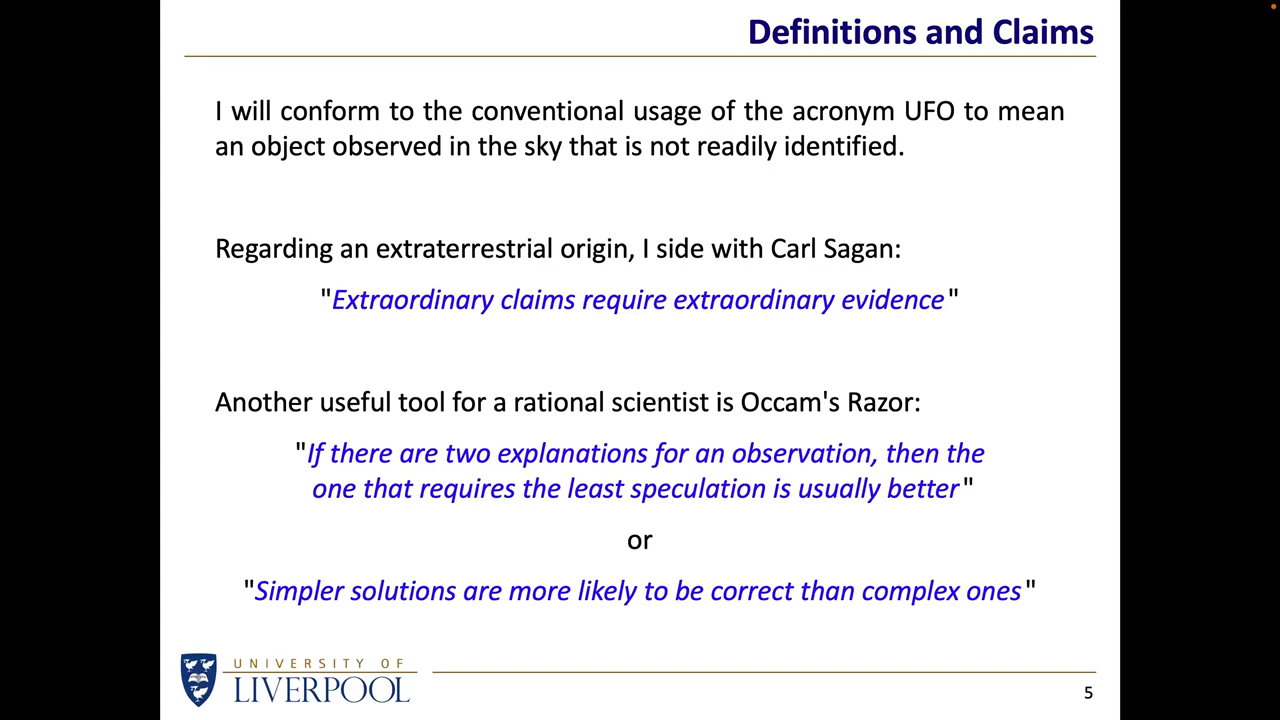 Definitions and Claims
I will conform to the conventional usage of the acronym UFO to mean
an object observed in the sky that is not readily identified.
Regarding an extraterrestrial origin, I side with Carl Sagan:
"Extraordinary claims require extraordinary evidence"
Another useful tool for a rational scientist is Occam's Razor:
"If there are two explanations for an observation, then the
one that requires the least speculation is usually better"
or
"Simpler solutions are more likely to be correct than complex ones"
UNIVERSITY OF
LIVERPOOL
5